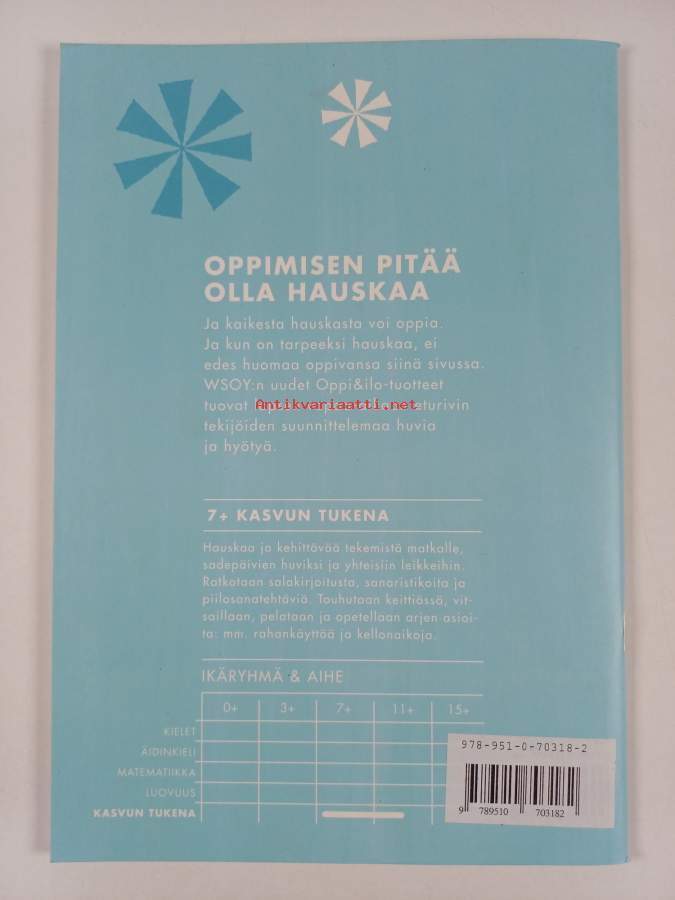 OPPIMISEN PITÄÄ
OLLA HAUSKAA
Ja kaikesta hauskasta voi oppia.
Ja kun on tarpeeksi hauskaa, ei
edes huomaa oppivansa siinä sivussa.
WSOY:n uudet Oppi&ilo-tuotteet
tuovat
Antikvariaatti.net
tekijöiden suunnittelemaa huvia
ja hyötyä.
7+ KASVUN TUKENA
Hauskaa ja kehittävää tekemistä matkalle,
sadepäivien huviksi ja yhteisiin leikkeihin.
Ratkotaan salakirjoitusta, sanaristikoita ja
piilosanatehtäviä. Touhutaan keittiössä, vit-
saillaan, pelataan ja opetellaan arjen asioi-
ta: mm. rahankäyttöä ja kellonaikoja.
IKÄRYHMÄ & AIHE
0+ 3+ 7+ 11+ 15+
KIELET
ÄIDINKIELI
MATEMATIIKKA
LUOVUUS
KASVUN TUKENA
978-951-0-70318-2
9 789510 703182